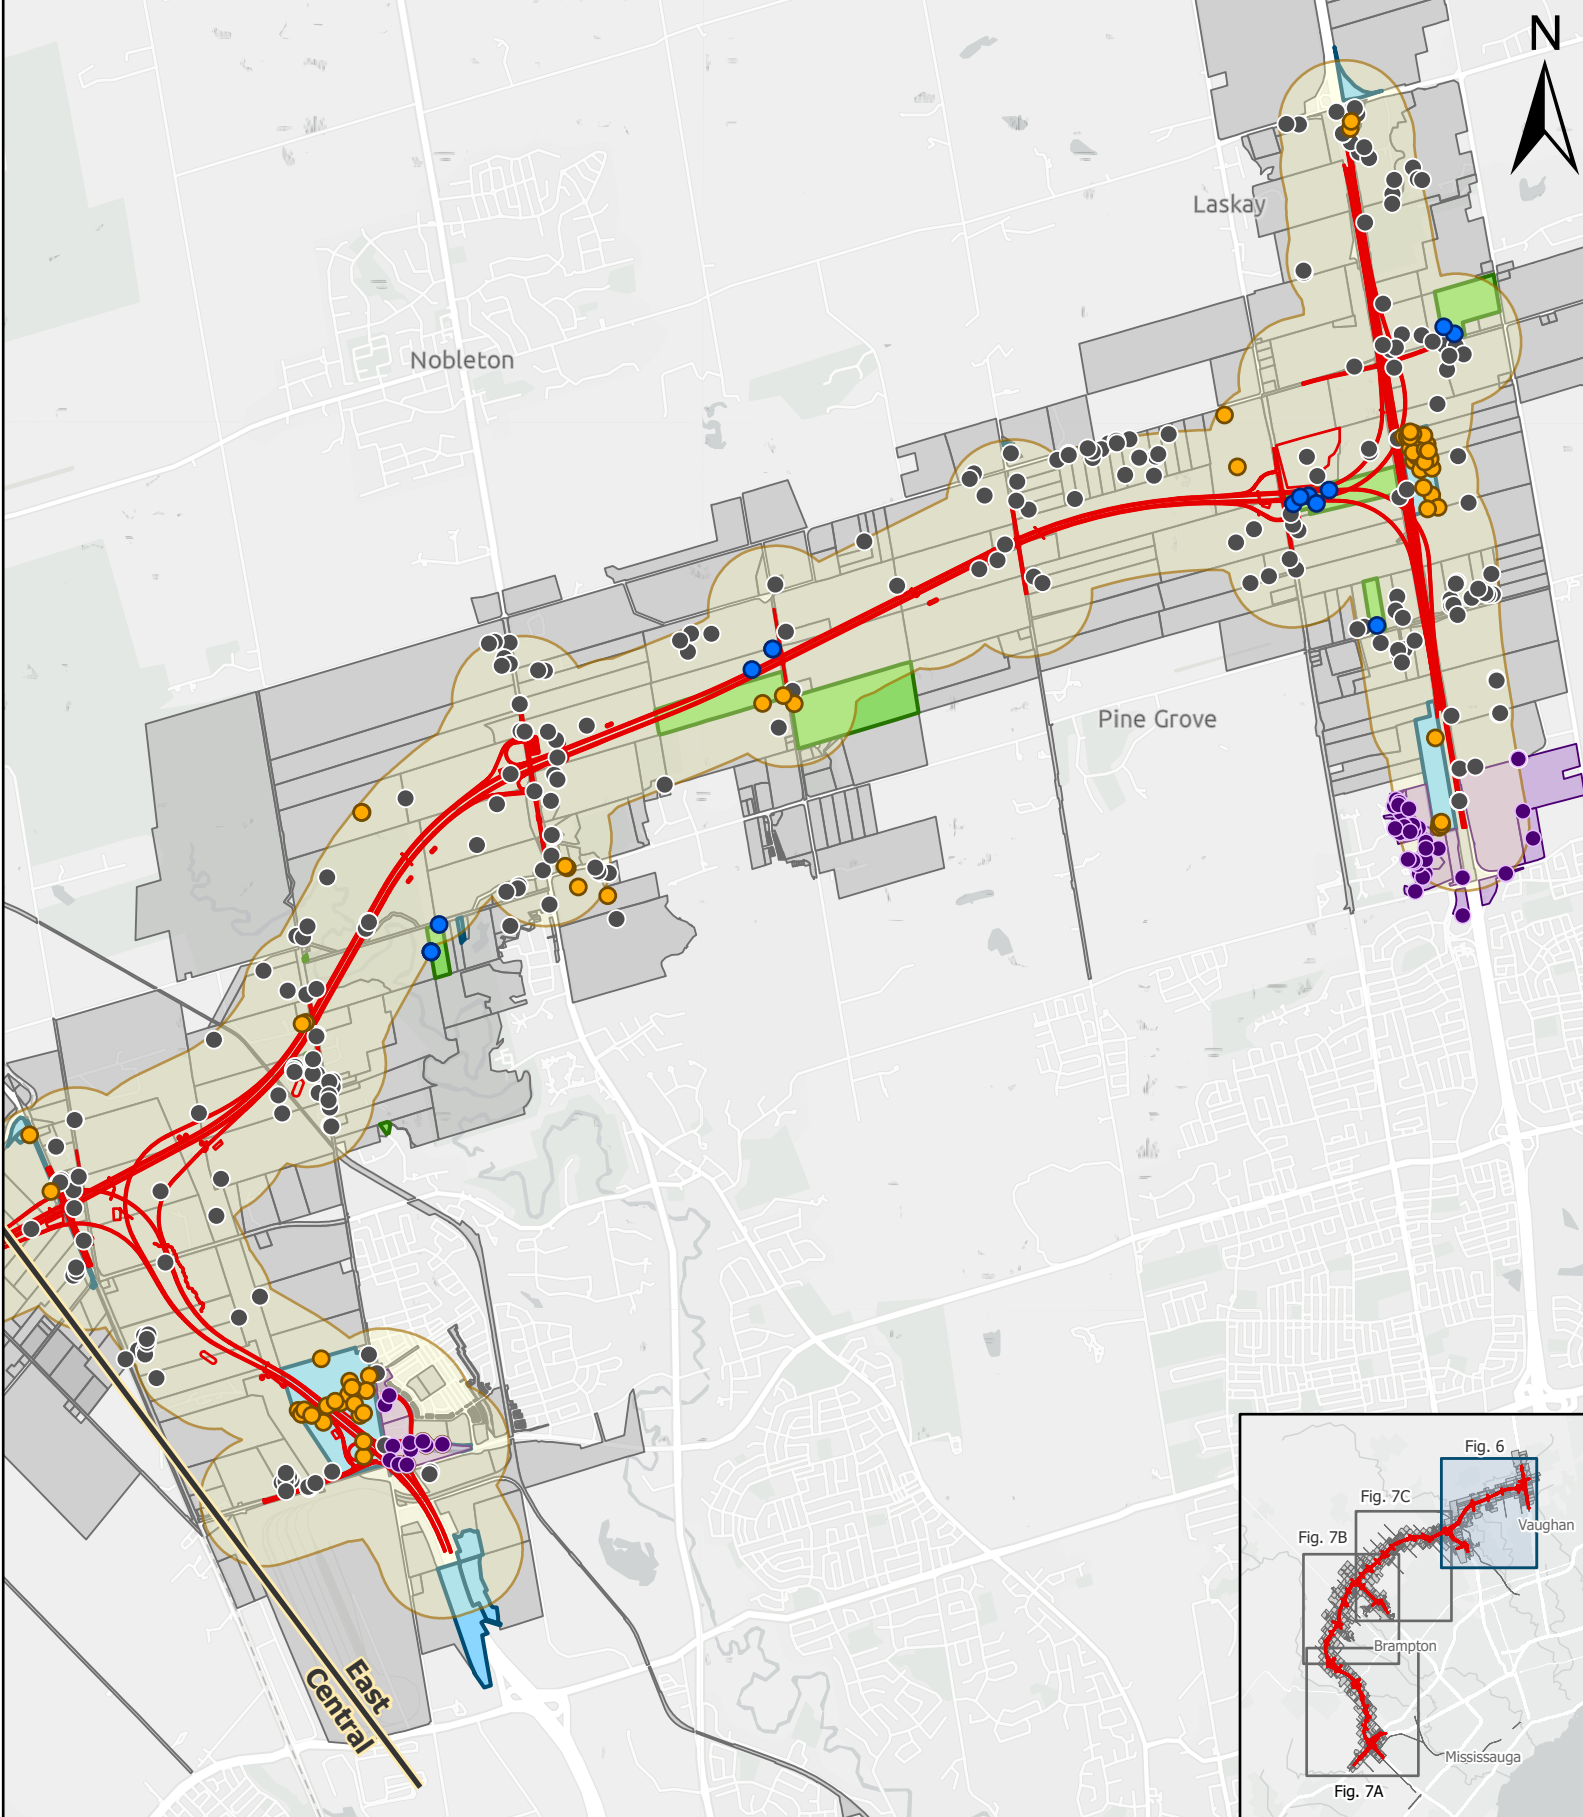 N
Laskay
Nobleton
Pine Grove
East
Central
Fig. 6
Fig. 7C
Vaughan
Fig. 7B
Brampton
Mississauga
Fig. 7A